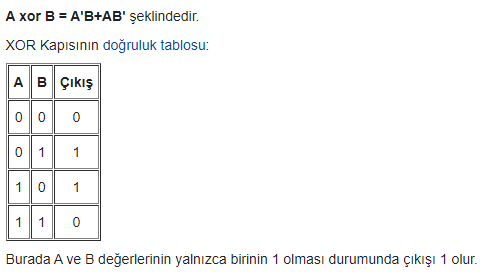 A xor B = A'B+AB' şeklindedir.
XOR Kapısının doğruluk tablosu:
A B Çıkış
0 0 0
0 1 1
1 0 1
1 1 0
Burada A ve B değerlerinin yalnızca birinin 1 olması durumunda çıkışı 1 olur.